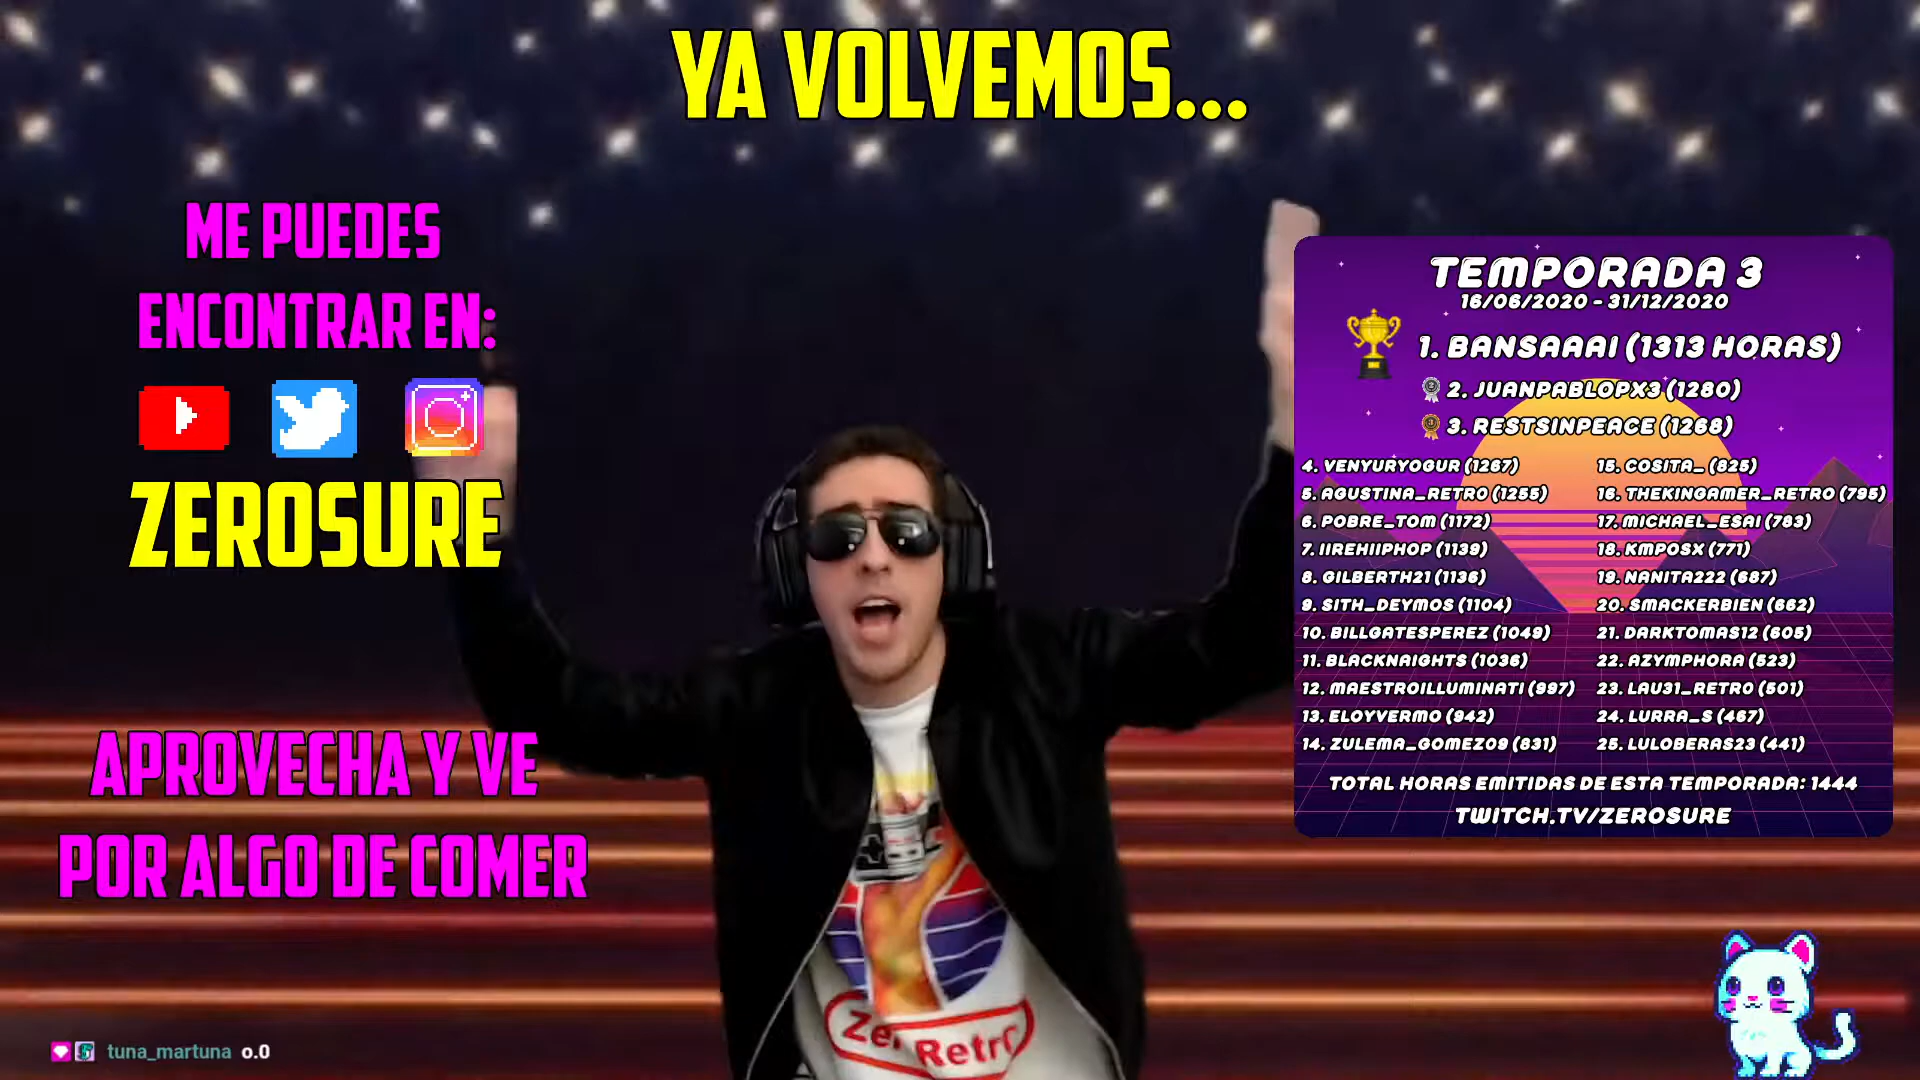 YA VOLVEMOS...
ME PUEDES
ENCONTRAR EN:
ZEROSURE
APROVECHA Y VE
POR ALGO DE COMER
TEMPORADA 3
16/06/2020 - 31/12/2020
1. BANSAAAI (1313 HORAS)
2. JUANPABLOPX3 (1280)
3. RESTSINPEACE (1268)
4. VENYURYOGUR (1267)
5. AGUSTINA_RETRO (1255)
6. POBRE_TOM (1172)
7. IIREHIIPHOP (1139)
8. GILBERTH21 (1136)
9. SITH_DEYMOS (1104)
10. BILLGATESPEREZ (1049)
11. BLACKNAIGHTS (1036)
12. MAESTROILLUMINATI (997)
13. ELOYVERMO (942)
14. ZULEMA_GOMEZ09 (831)
15. COSITA_ (825)
16. THEKINGAMER_RETRO (795)
17. MICHAEL_ESAI (783)
18. KMPOSX (771)
19. NANITA222 (687)
20. SMACKERBIEN (662)
21. DARKTOMAS12 (605)
22. AZYMPHORA (523)
23. LAU31_RETRO (501)
24. LURRA_S (467)
25. LULOBERAS23 (441)
TOTAL HORAS EMITIDAS DE ESTA TEMPORADA: 1444
TWITCH.TV/ZEROSURE
Retro
tuna_martuna o.0